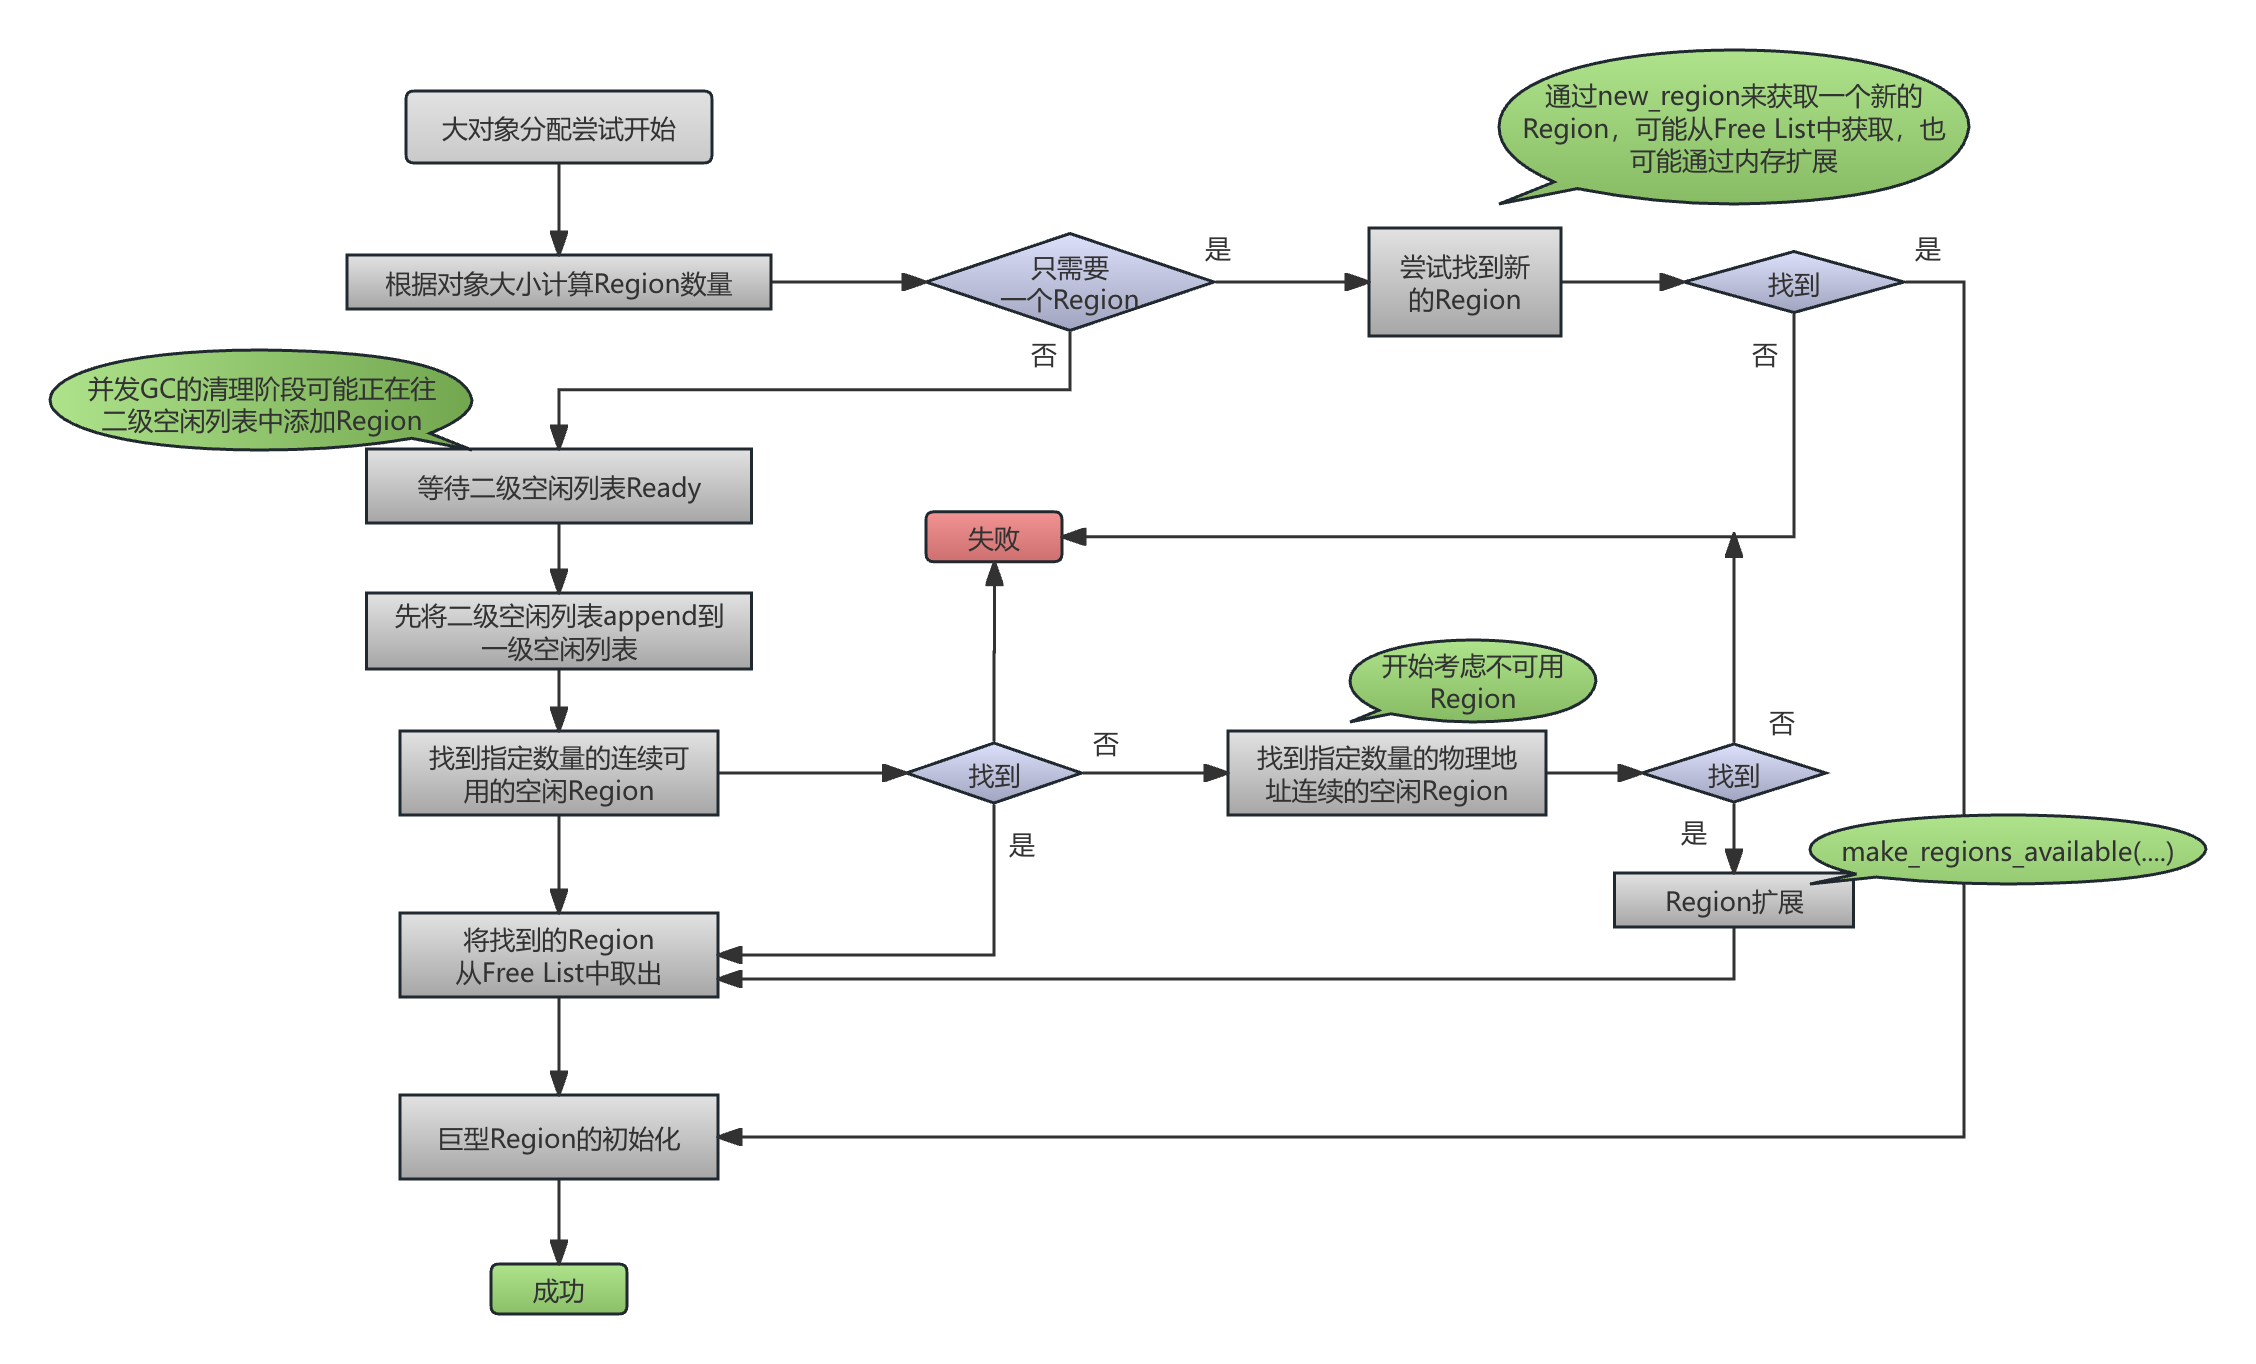 大对象分配尝试开始
通过new_region来获取一个新的
Region，可能从Free List中获取，也
可能通过内存扩展
根据对象大小计算Region数量
只需要
一个Region
是
尝试找到新
的Region
找到
是
否
否
并发GC的清理阶段可能正在往
二级空闲列表中添加Region
等待二级空闲列表Ready
失败
先将二级空闲列表append到
一级空闲列表
开始考虑不可用
Region
找到指定数量的连续可
用的空闲Region
找到
否
找到指定数量的物理地
址连续的空闲Region
找到
否
是
是
make_regions_available(....)
Region扩展
将找到的Region
从Free List中取出
巨型Region的初始化
成功